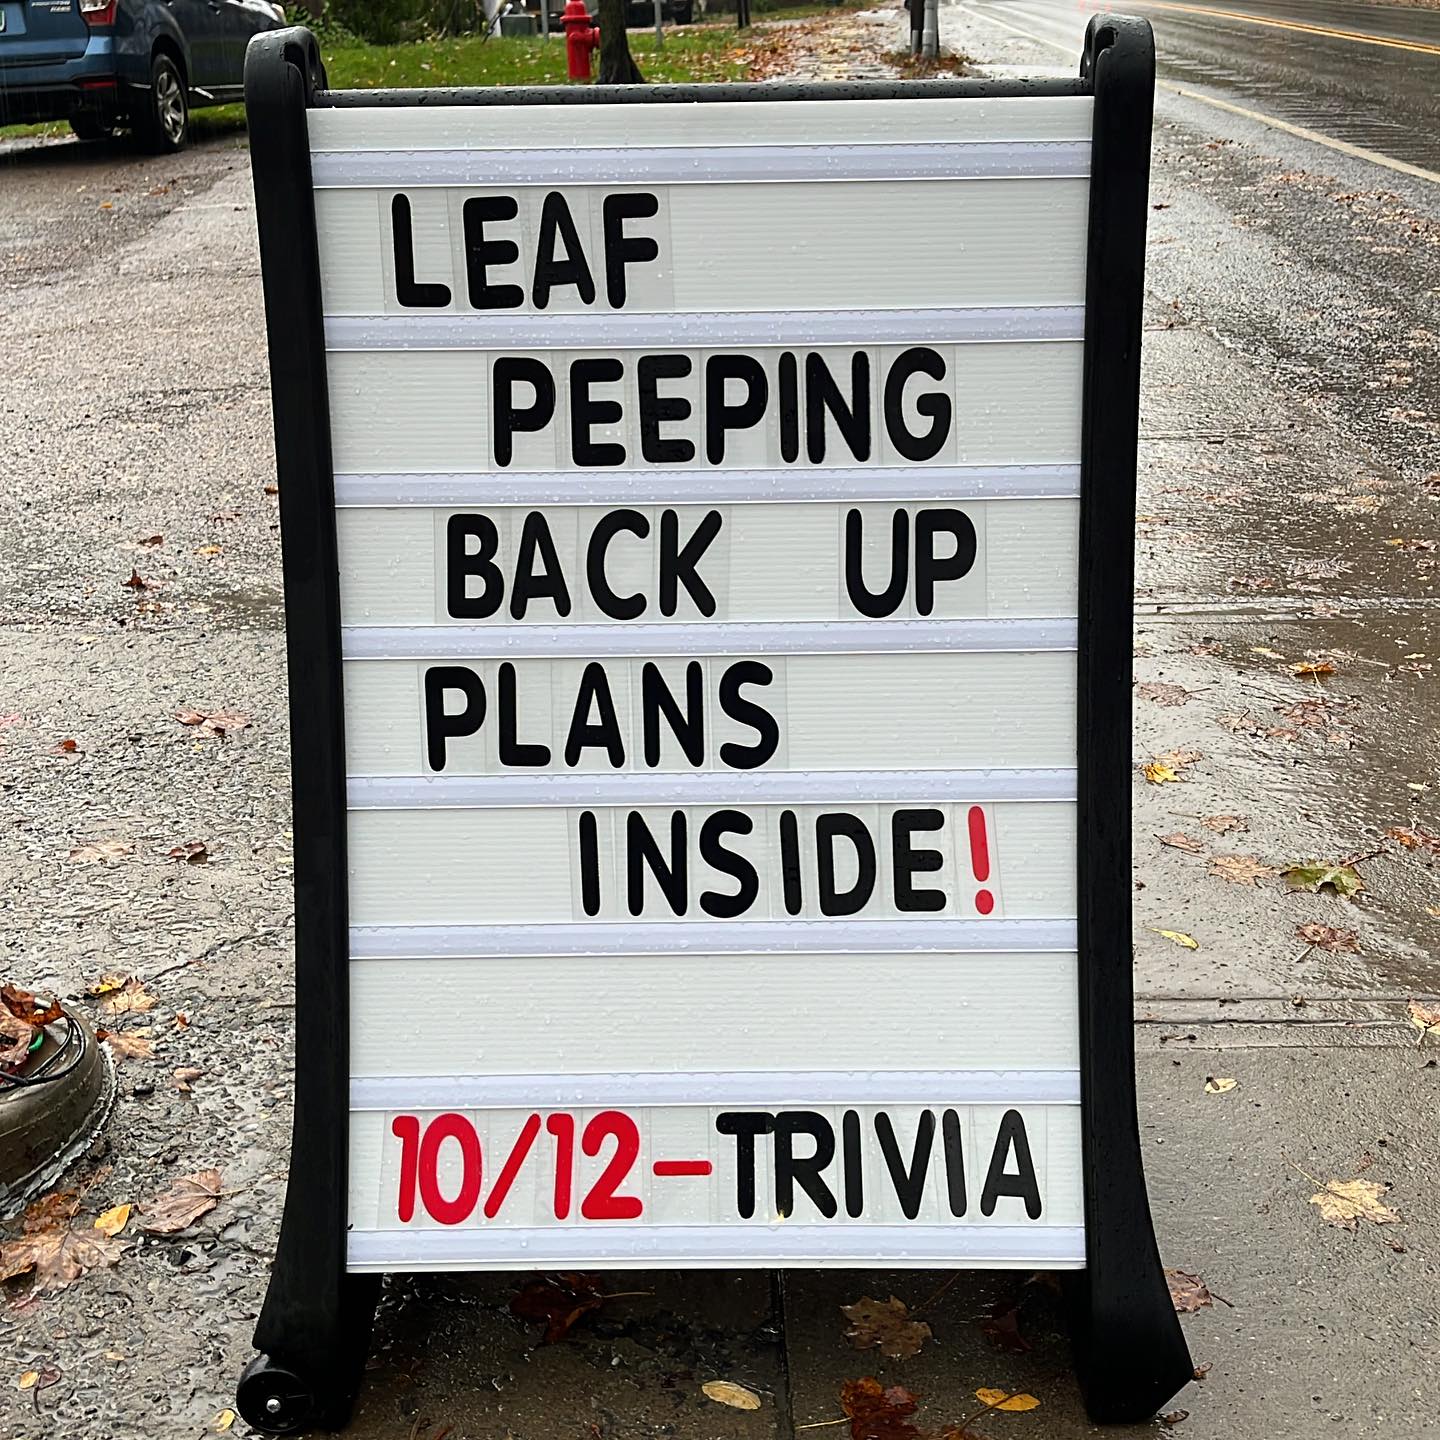 LEAF
PEEPING
BACK UP
PLANS
INSIDE!
10/12-TRIVIA